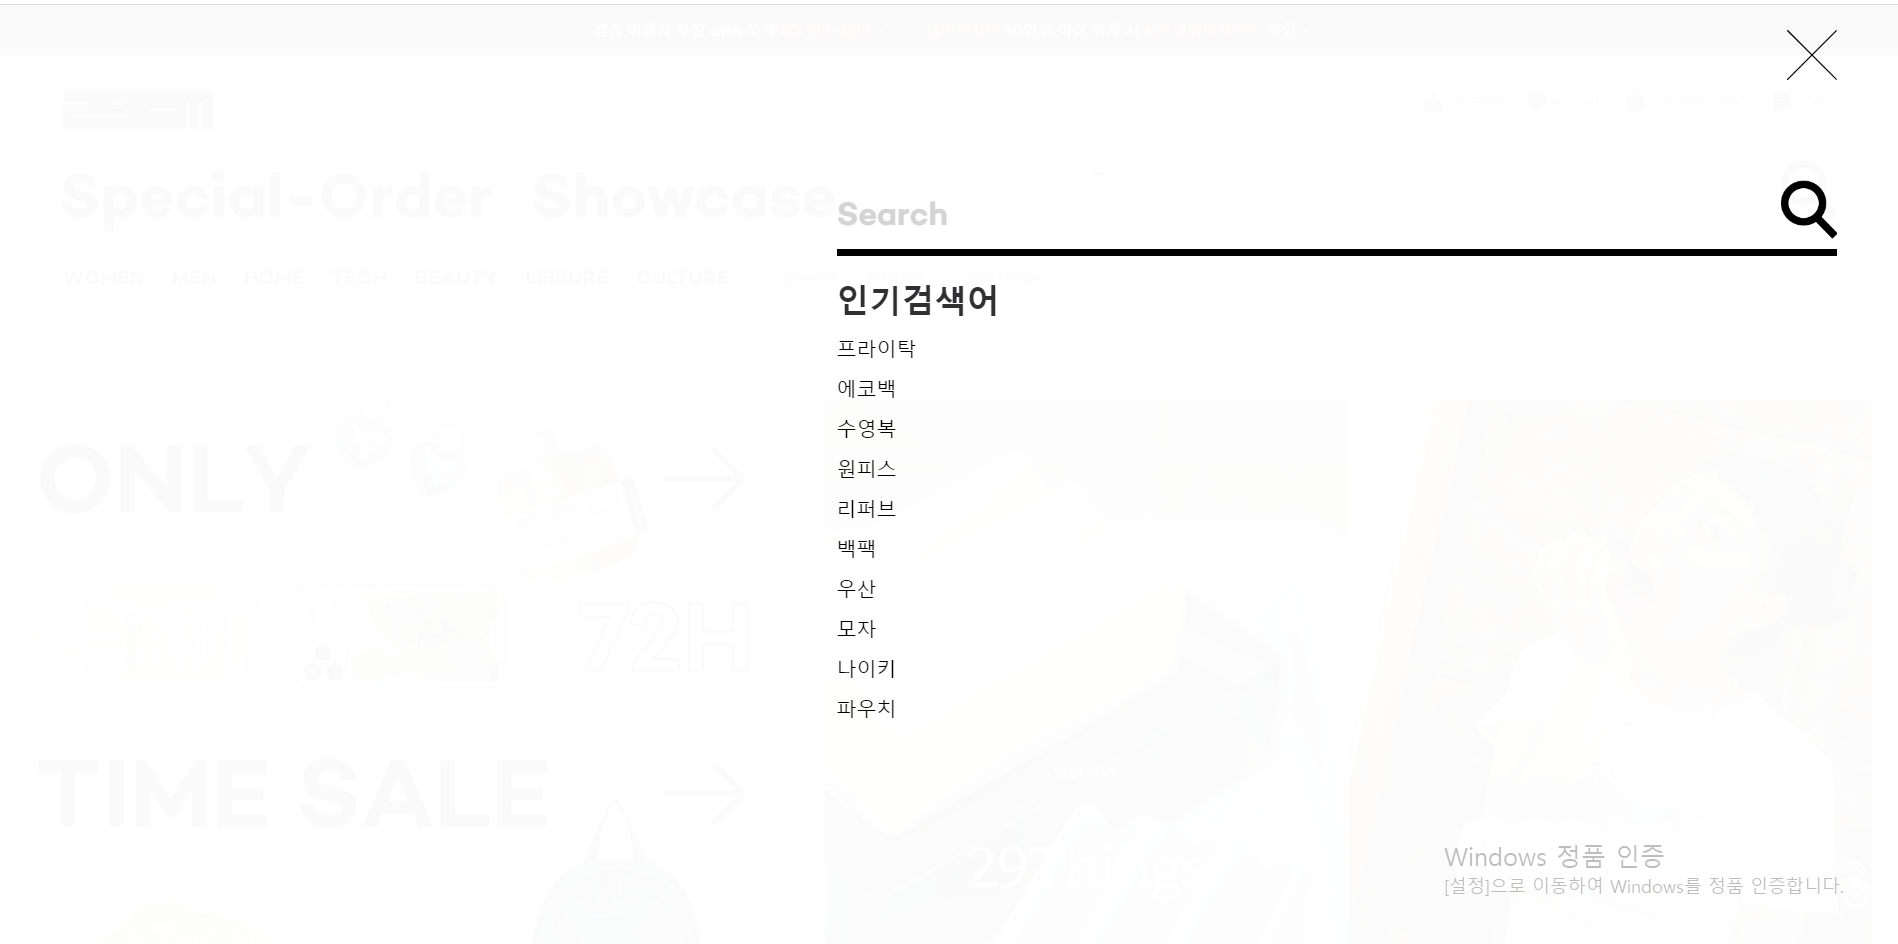 Special-Order Showcase
Search
WOMEN MEN HOME TECH BEAUTY LEISURE CULTURE Event
인기검색어
프라이탁
에코백
수영복
원피스
리퍼브
백팩
우산
모자
나이키
파우치
ONLY
72H
TIME SALE
WELOVE
29Things
Windows 정품 인증
[설정]으로 이동하여 Windows를 정품 인증합니다.